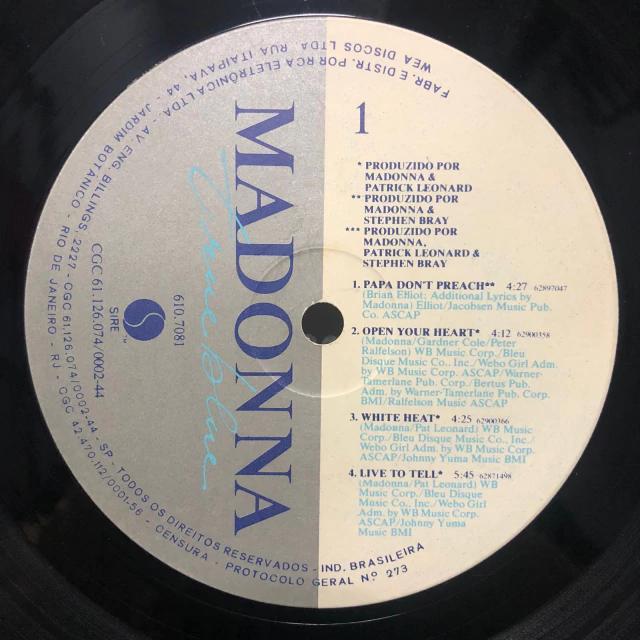 FABR. E DISTR. POR RCA ELETRÔNICA LTDA. AV. ENG. BILLINGS, 2227 - CGC 61.126.074/0002-44 - SP - TODOS OS DIREITOS RESERVADOS - IND. BRASILEIRA
WEA DISCOS LTDA RUA ITAIPAVA, 44 - JARDIM BOTÂNICO - RIO DE JANEIRO - RJ - CGC 42.470.112/0001-56 - CENSURA - PROTOCOLO GERAL N.º 273
CGC 61.126.074/0002-44
S
SIRE™
610.7081
MADONNA
True Blue
1
* PRODUZIDO POR
MADONNA &
PATRICK LEONARD
** PRODUZIDO POR
MADONNA &
STEPHEN BRAY
*** PRODUZIDO POR
MADONNA,
PATRICK LEONARD &
STEPHEN BRAY
1. PAPA DON'T PREACH** 4:27 62897047
(Brian Elliot: Additional Lyrics by
Madonna) Elliot/Jacobsen Music Pub.
Co. ASCAP
2. OPEN YOUR HEART* 4:12 62900358
(Madonna/Gardner Cole/Peter
Ralfelson) WB Music Corp./Bleu
Disque Music Co., Inc./Webo Girl Adm.
by WB Music Corp. ASCAP/Warner-
Tamerlane Pub. Corp./Bertus Pub.
Adm. by Warner-Tamerlane Pub. Corp.
BMI/Ralfelson Music ASCAP
3. WHITE HEAT* 4:25 62900366
(Madonna/Pat Leonard) WB Music
Corp./Bleu Disque Music Co., Inc./
Webo Girl Adm. by WB Music Corp.
ASCAP/Johnny Yuma Music BMI
4. LIVE TO TELL* 5:45 62871498
(Madonna/Pat Leonard) WB
Music Corp./Bleu Disque
Music Co., Inc./Webo Girl
Adm. by WB Music Corp.
ASCAP/Johnny Yuma
Music BMI